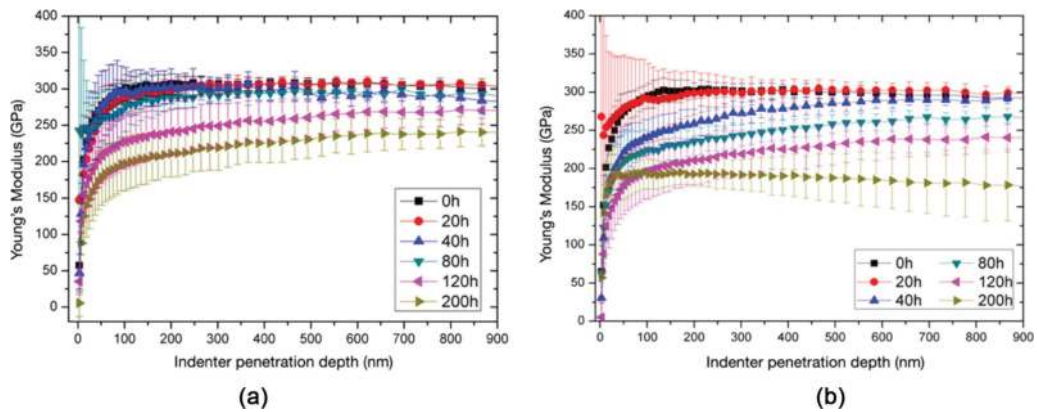 400
350
300
250
200
150
100
50
0
Young's Modulus (GPa)
0h
20h
40h
80h
120h
200h
0 100 200 300 400 500 600 700 800 900
Indenter penetration depth (nm)
(a)
400
350
300
250
200
150
100
50
0
Young's Modulus (GPa)
0h 80h
20h 120h
40h 200h
0 100 200 300 400 500 600 700 800 900
Indenter penetration depth (nm)
(b)